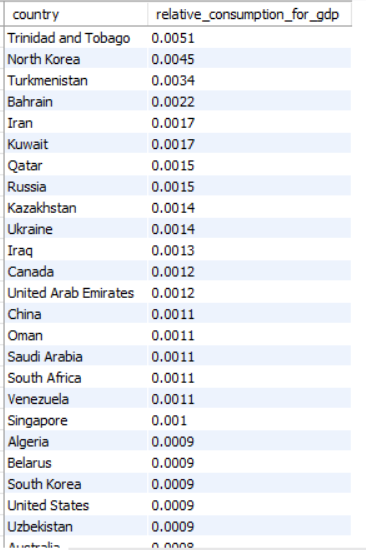 country relative_consumption_for_gdp
Trinidad and Tobago 0.0051
North Korea 0.0045
Turkmenistan 0.0034
Bahrain 0.0022
Iran 0.0017
Kuwait 0.0017
Qatar 0.0015
Russia 0.0015
Kazakhstan 0.0014
Ukraine 0.0014
Iraq 0.0013
Canada 0.0012
United Arab Emirates 0.0012
China 0.0011
Oman 0.0011
Saudi Arabia 0.0011
South Africa 0.0011
Venezuela 0.0011
Singapore 0.001
Algeria 0.0009
Belarus 0.0009
South Korea 0.0009
United States 0.0009
Uzbekistan 0.0009
Australia 0.0008